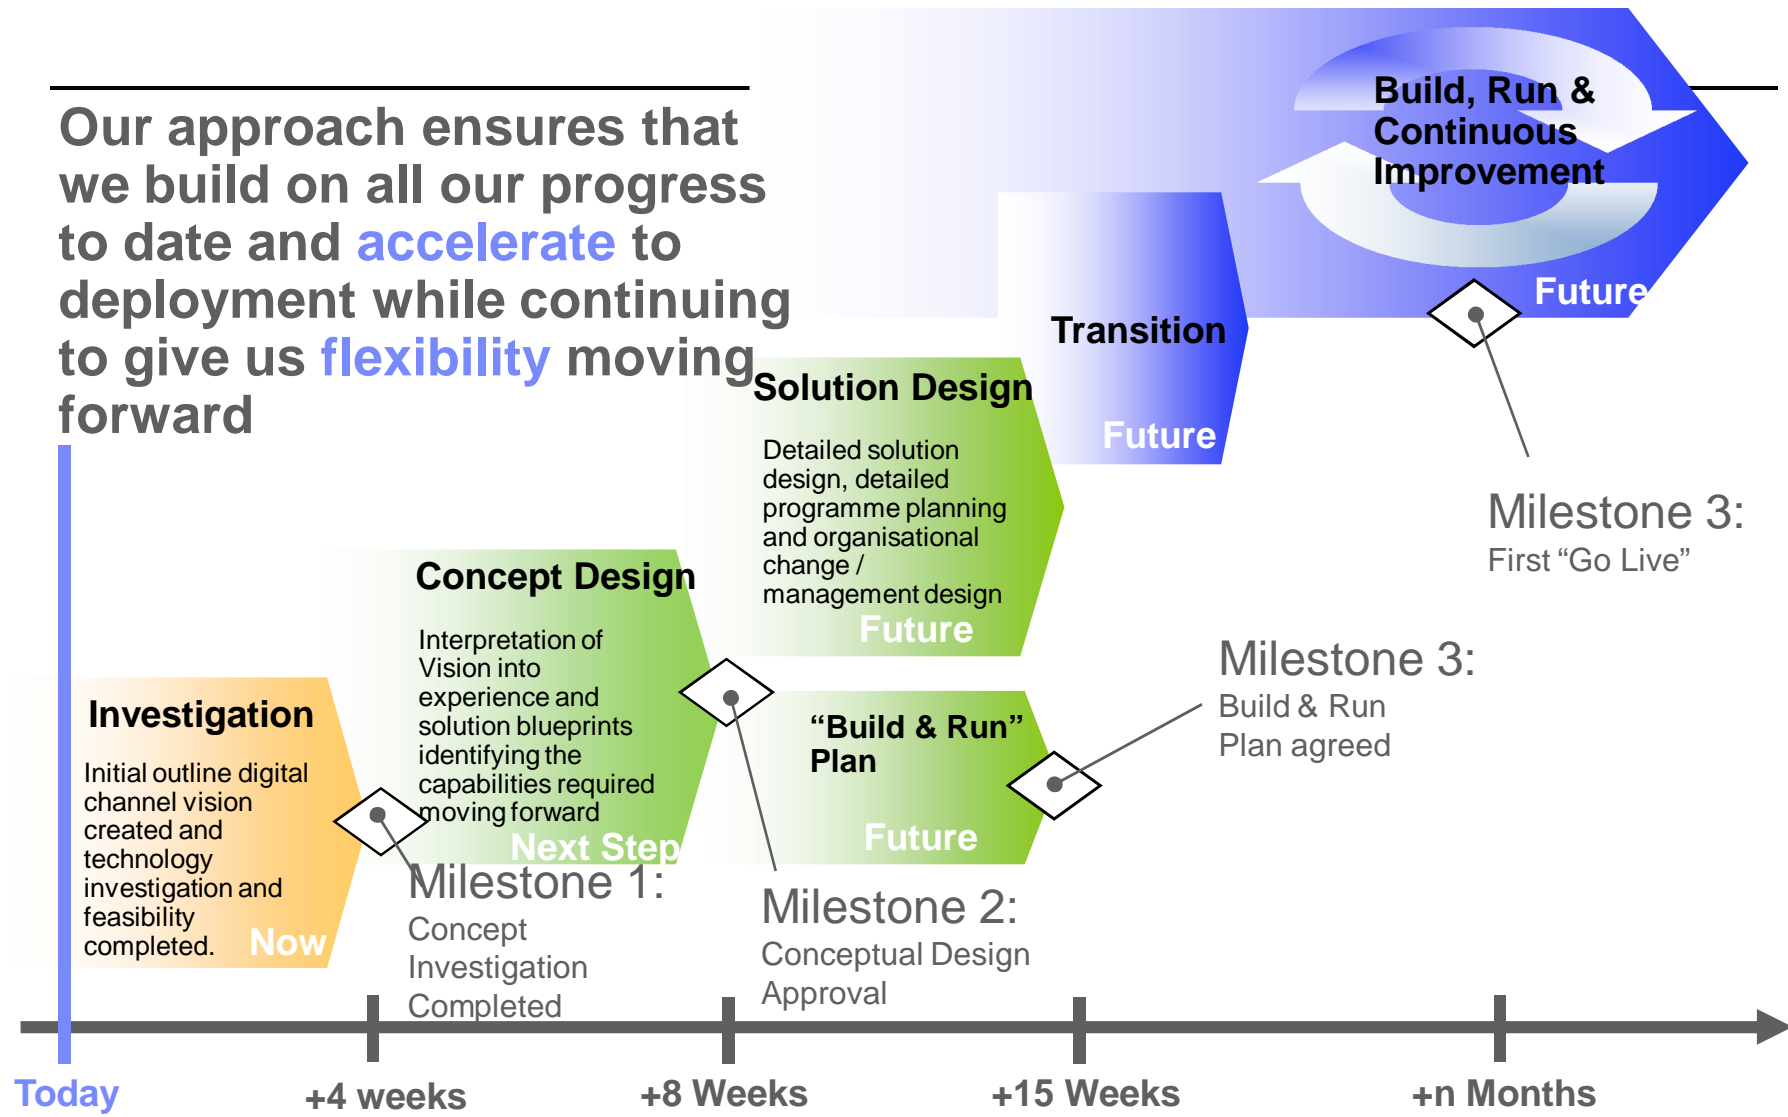 Our approach ensures that
we build on all our progress
to date and accelerate to
deployment while continuing
to give us flexibility moving
forward
Build, Run &
Continuous
Improvement
Future
Transition
Future
Solution Design
Detailed solution
design, detailed
programme planning
and organisational
change /
management design
Future
Milestone 3:
First “Go Live”
Concept Design
Interpretation of
Vision into
experience and
solution blueprints
identifying the
capabilities required
moving forward
Next Step
Milestone 3:
Build & Run
Plan agreed
“Build & Run”
Plan
Future
Investigation
Initial outline digital
channel vision
created and
technology
investigation and
feasibility
completed.
Now
Milestone 1:
Concept
Investigation
Completed
Milestone 2:
Conceptual Design
Approval
Today
+4 weeks
+8 Weeks
+15 Weeks
+n Months